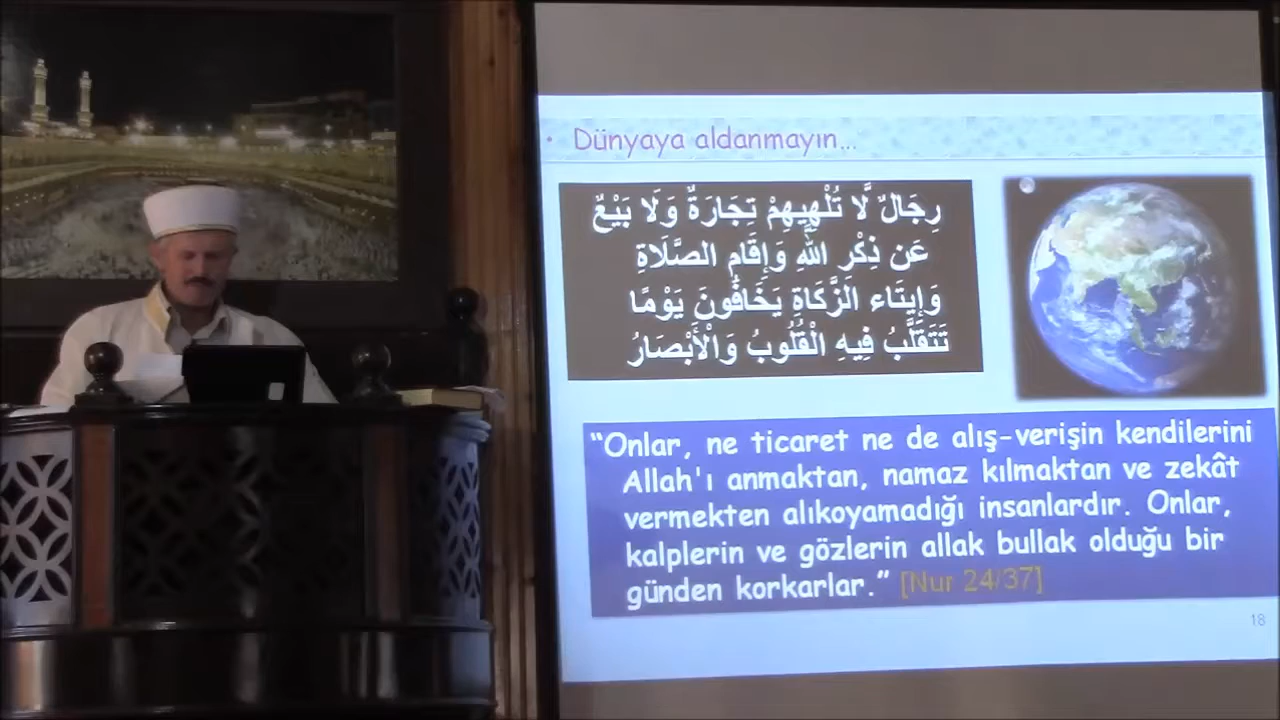 • Dünyaya aldanmayın...
رِجَالٌ لَّا تُلْهِيهِمْ تِجَارَةٌ وَلَا بَيْعٌ
عَن ذِكْرِ اللَّهِ وَإِقَامِ الصَّلَاةِ
وَإِيتَاء الزَّكَاةِ يَخَافُونَ يَوْمًا
تَتَقَلَّبُ فِيهِ الْقُلُوبُ وَالْأَبْصَارُ
“Onlar, ne ticaret ne de alış-verişin kendilerini
Allah'ı anmaktan, namaz kılmaktan ve zekât
vermekten alıkoyamadığı insanlardır. Onlar,
kalplerin ve gözlerin allak bullak olduğu bir
günden korkarlar.” [Nur 24/37]
18